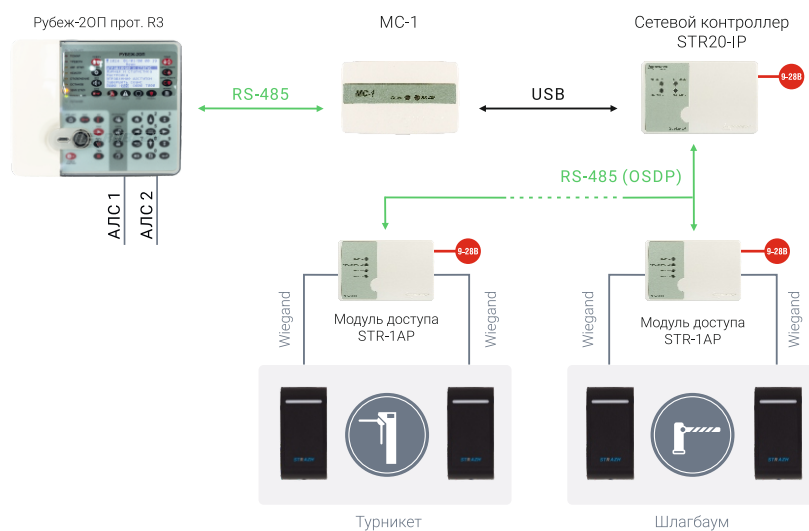 Рубеж-2ОП прот. R3
МС-1
Сетевой контроллер
STR20-IP
RS-485
MC-1
USB
9-28В
RS-485 (OSDP)
АЛС 1
АЛС 2
9-28В
9-28В
Wiegand
Wiegand
Wiegand
Wiegand
Модуль доступа
STR-1AP
Модуль доступа
STR-1AP
Турникет
Шлагбаум